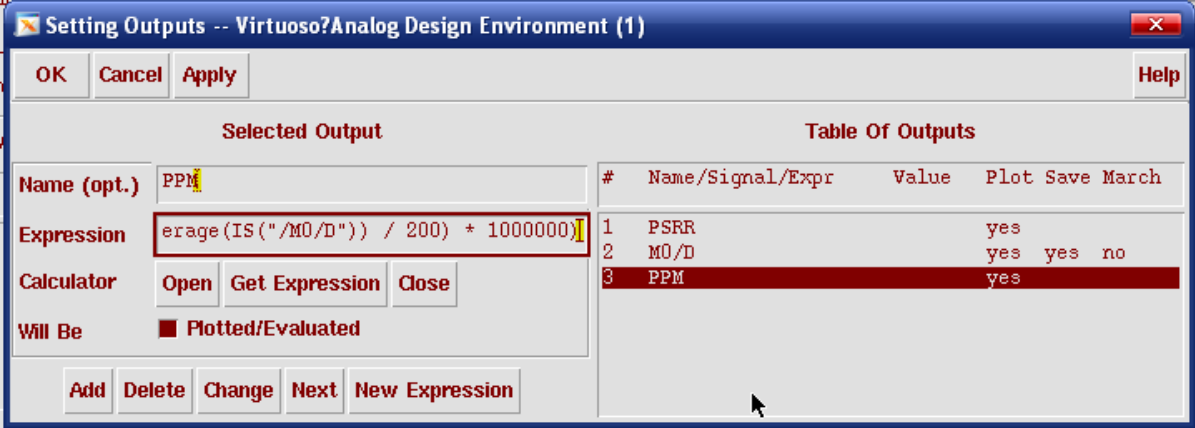 Setting Outputs -- Virtuoso?Analog Design Environment (1)
OK Cancel Apply Help
Selected Output
Name (opt.) PPM
Expression erage(IS("/M0/D")) / 200) * 1000000)
Calculator Open Get Expression Close
Will Be Plotted/Evaluated
Add Delete Change Next New Expression
Table Of Outputs
# Name/Signal/Expr Value Plot Save March
1 PSRR yes
2 M0/D yes yes no
3 PPM yes